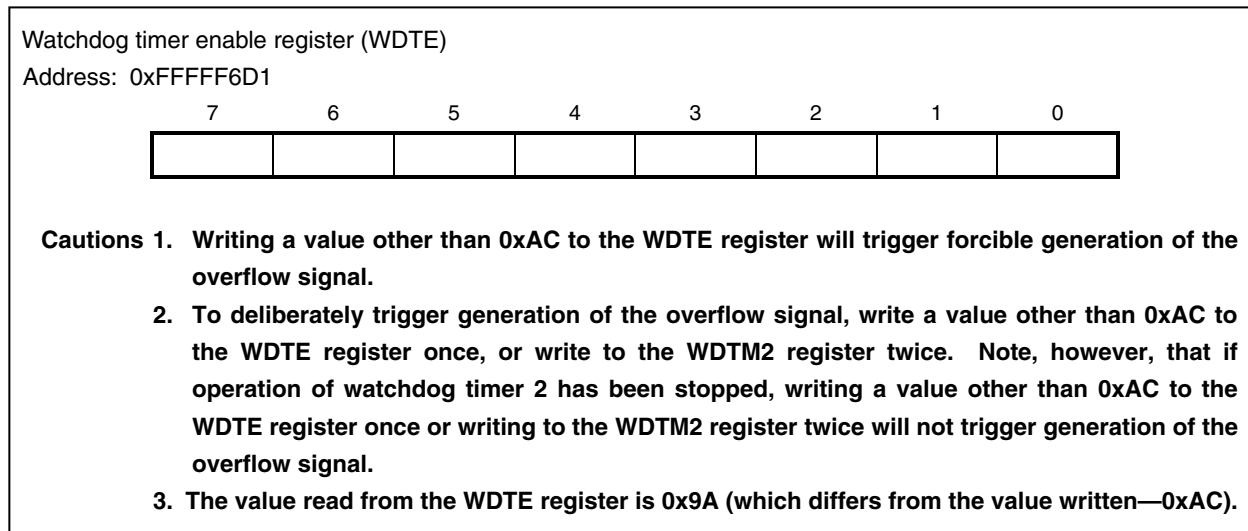 Watchdog timer enable register (WDTE)
Address: 0xFFFFF6D1
7 6 5 4 3 2 1 0
Cautions 1. Writing a value other than 0xAC to the WDTE register will trigger forcible generation of the
overflow signal.
2. To deliberately trigger generation of the overflow signal, write a value other than 0xAC to
the WDTE register once, or write to the WDTM2 register twice. Note, however, that if
operation of watchdog timer 2 has been stopped, writing a value other than 0xAC to the
WDTE register once or writing to the WDTM2 register twice will not trigger generation of the
overflow signal.
3. The value read from the WDTE register is 0x9A (which differs from the value written—0xAC).